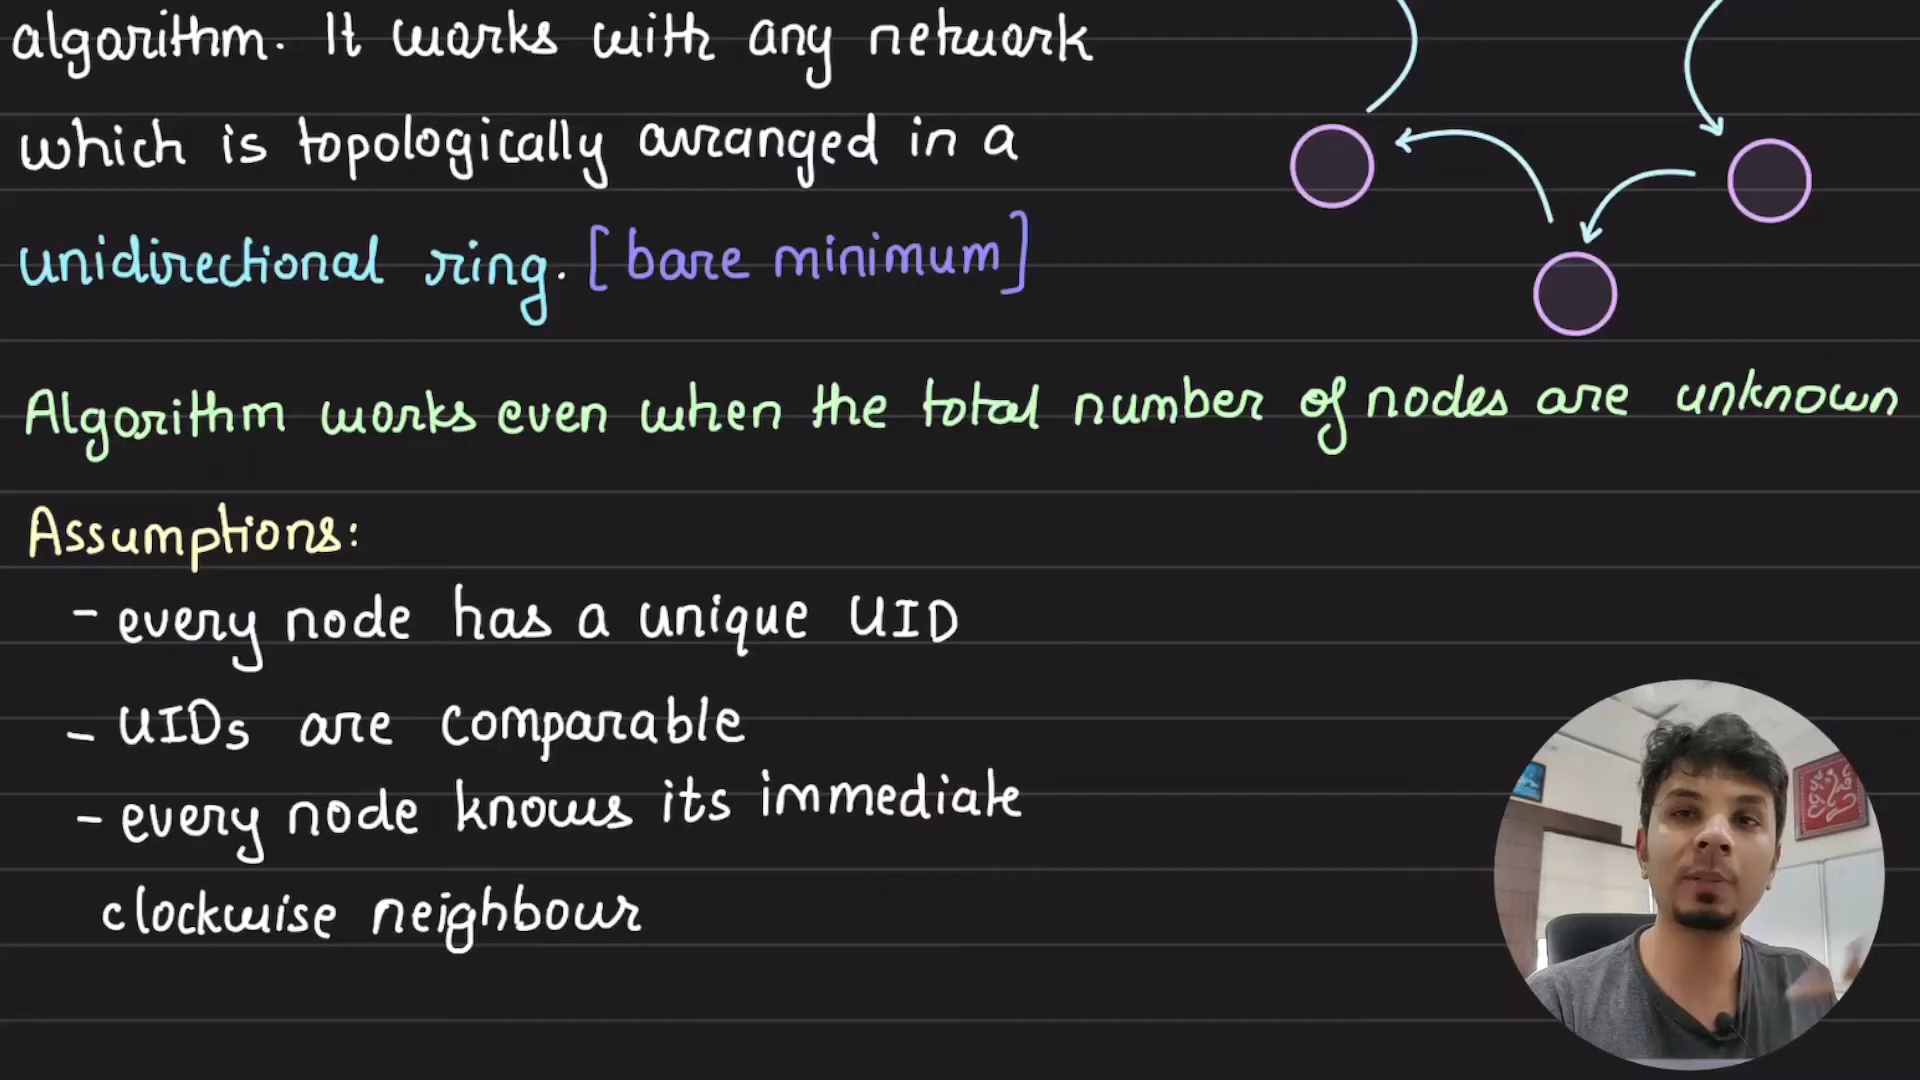 algorithm. It works with any network
which is topologically arranged in a
unidirectional ring. [bare minimum]
Algorithm works even when the total number of nodes are unknown
Assumptions:
- every node has a unique UID
- UIDs are comparable
- every node knows its immediate
clockwise neighbour